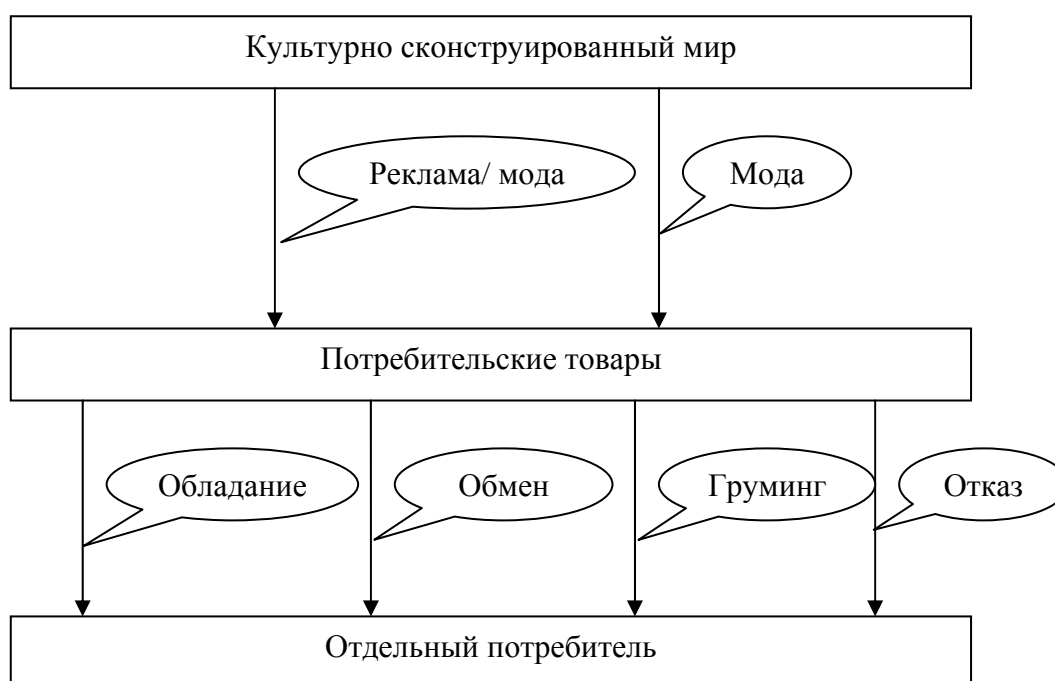 Культурно сконструированный мир
Реклама/ мода
Мода
Потребительские товары
Обладание
Обмен
Груминг
Отказ
Отдельный потребитель